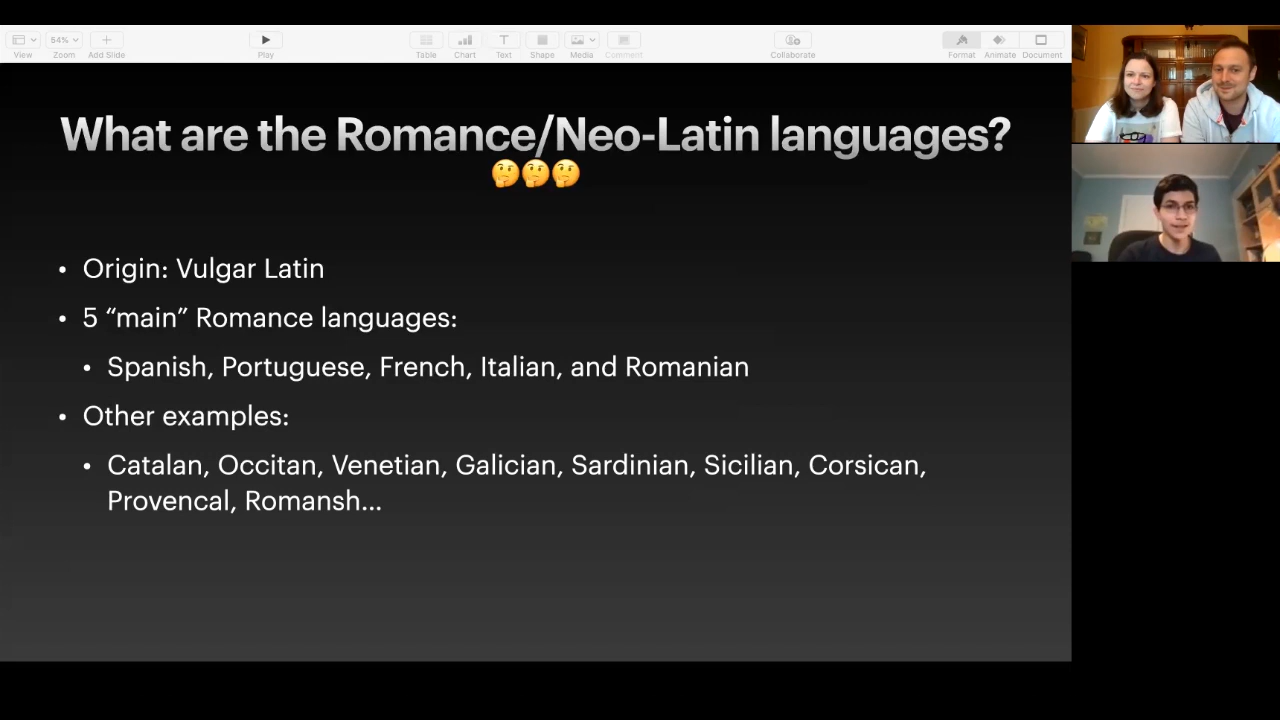 54%
View
Zoom
Add Slide
Play
Table
Chart
Text
Shape
Media
Comment
Collaborate
Format
Animate
Document
What are the Romance/Neo-Latin languages?
🤔🤔🤔
• Origin: Vulgar Latin
• 5 “main” Romance languages:
• Spanish, Portuguese, French, Italian, and Romanian
• Other examples:
• Catalan, Occitan, Venetian, Galician, Sardinian, Sicilian, Corsican,
Provencal, Romansh...